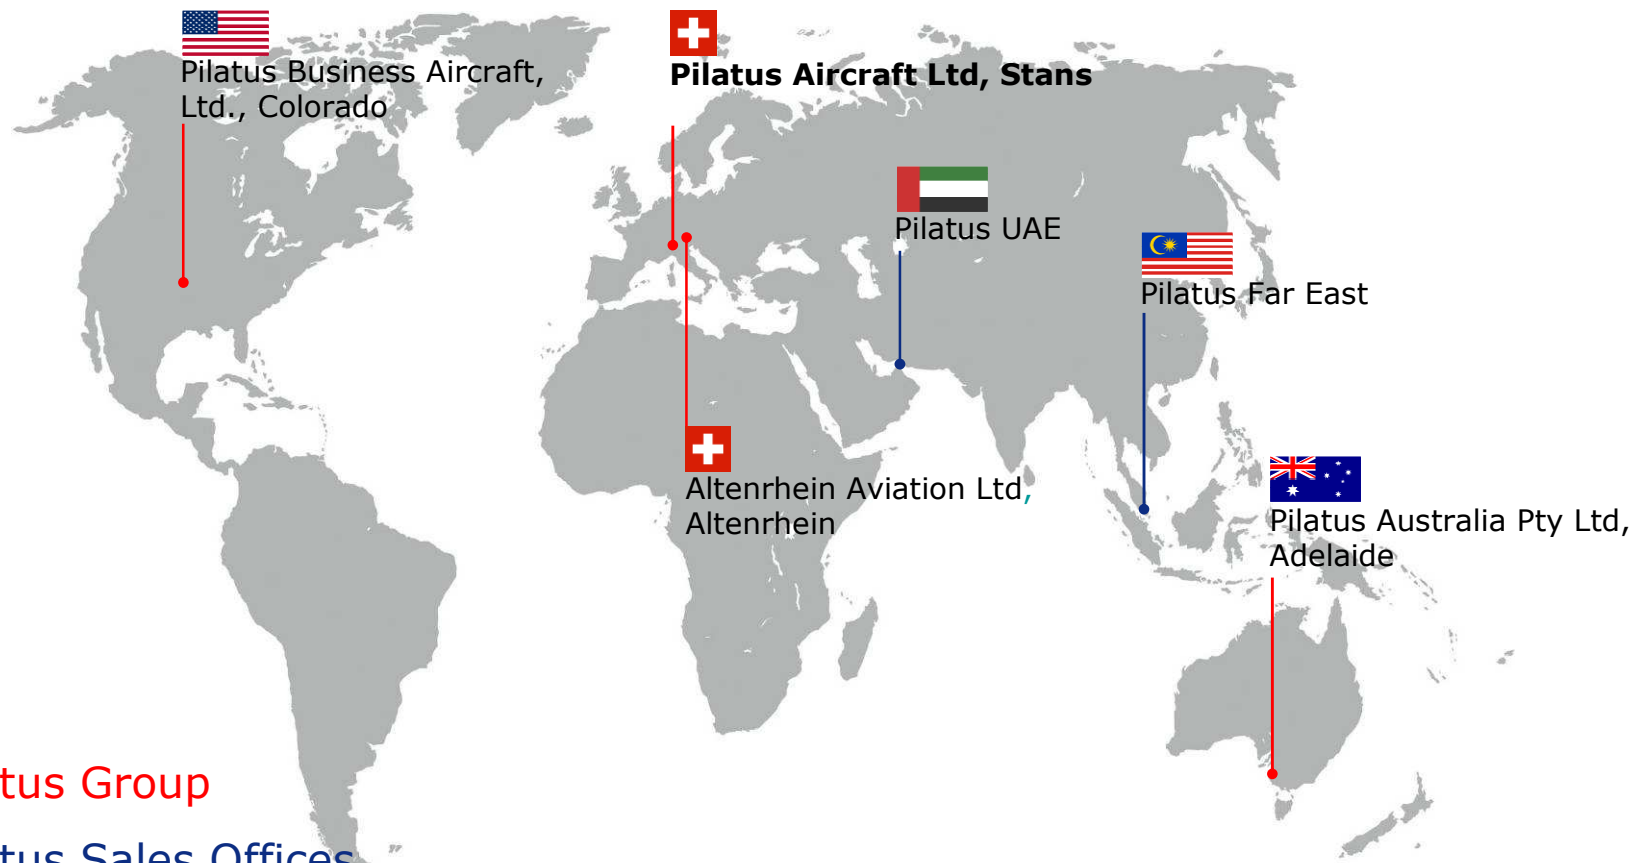 Pilatus Business Aircraft,
Ltd., Colorado
Pilatus Aircraft Ltd, Stans
Pilatus UAE
Pilatus Far East
Altenrhein Aviation Ltd,
Altenrhein
Pilatus Australia Pty Ltd,
Adelaide
tus Group
tus Sales Offices